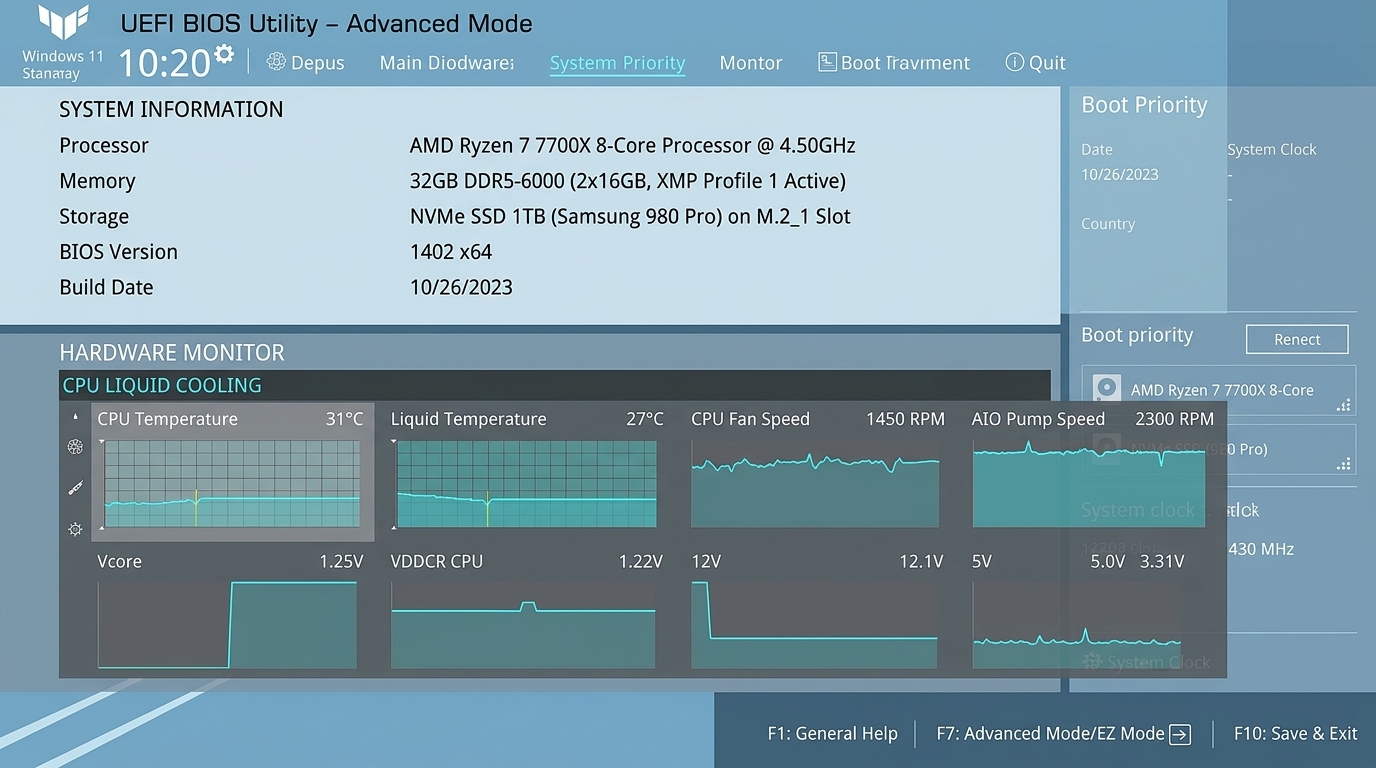 UEFI BIOS Utility – Advanced Mode
Windows 11
10:20
Depus
Main Diodware
System Priority
Montor
Boot Travrment
Quit
SYSTEM INFORMATION
Processor AMD Ryzen 7 7700X 8-Core Processor @ 4.50GHz
Memory 32GB DDR5-6000 (2x16GB, XMP Profile 1 Active)
Storage NVMe SSD 1TB (Samsung 980 Pro) on M.2_1 Slot
BIOS Version 1402 x64
Build Date 10/26/2023
Boot Priority
Date System Clock
10/26/2023 -
-
Country
Boot priority Renect
AMD Ryzen 7 7700X 8-Core
0 Pro)
System clock
430 MHz
System Clock
HARDWARE MONITOR
CPU LIQUID COOLING
CPU Temperature 31°C
Liquid Temperature 27°C
CPU Fan Speed 1450 RPM
AIO Pump Speed 2300 RPM
Vcore 1.25V
VDDCR CPU 1.22V
12V 12.1V
5V 5.0V 3.31V
F1: General Help
F7: Advanced Mode/EZ Mode
F10: Save & Exit